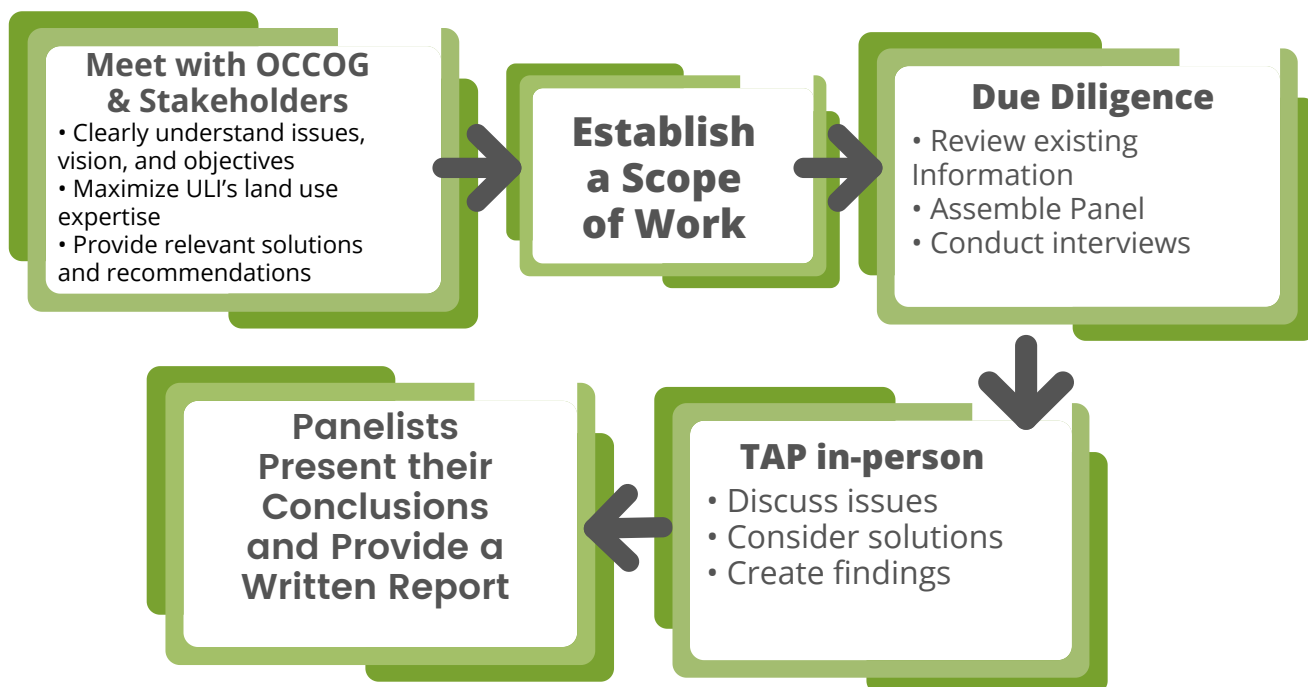 Meet with OCCOG
& Stakeholders
• Clearly understand issues,
vision, and objectives
• Maximize ULI’s land use
expertise
• Provide relevant solutions
and recommendations
Establish
a Scope
of Work
Due Diligence
• Review existing
Information
• Assemble Panel
• Conduct interviews
TAP in-person
• Discuss issues
• Consider solutions
• Create findings
Panelists
Present their
Conclusions
and Provide a
Written Report